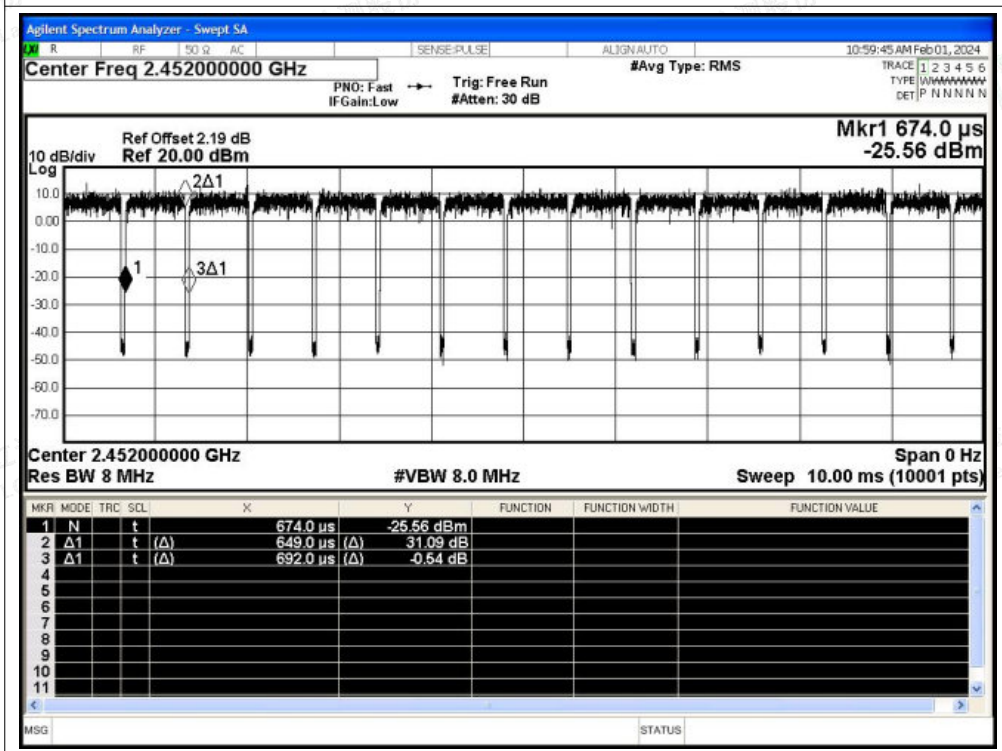 Agilent Spectrum Analyzer - Swept SA
LXI R RF 50 Ω AC SENSE:PULSE ALIGN AUTO 10:59:45 AM Feb 01, 2024
Center Freq 2.452000000 GHz #Avg Type: RMS TRACE 1 2 3 4 5 6
PNO: Fast Trig: Free Run TYPE WWWWWW
IFGain:Low #Atten: 30 dB DET P N N N N N
Mkr1 674.0 µs
Ref Offset 2.19 dB
10 dB/div Ref 20.00 dBm -25.56 dBm
Log
2Δ1
10.0
0.00
-10.0
1 3Δ1
-20.0
-30.0
-40.0
-50.0
-60.0
-70.0
Center 2.452000000 GHz Span 0 Hz
Res BW 8 MHz #VBW 8.0 MHz Sweep 10.00 ms (10001 pts)
MKR MODE TRC SCL X Y FUNCTION FUNCTION WIDTH FUNCTION VALUE
1 N t 674.0 µs -25.56 dBm
2 Δ1 t (Δ) 649.0 µs (Δ) 31.09 dB
3 Δ1 t (Δ) 692.0 µs (Δ) -0.54 dB
4
5
6
7
8
9
10
11
MSG STATUS